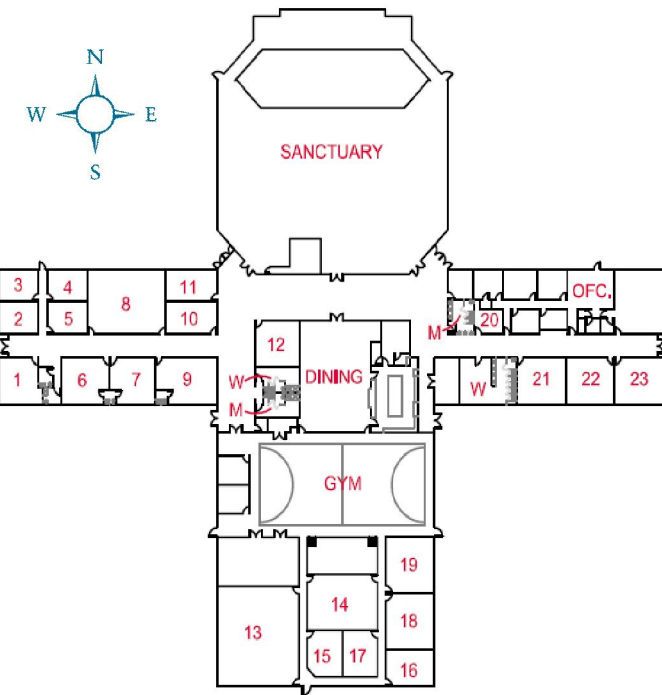 N
W E
S
SANCTUARY
3 4 8 11
OFC.
2 5 10
M 20
12
1 6 7 9
W
DINING
W 21 22 23
M
GYM
19
14
13
18
15 17
16